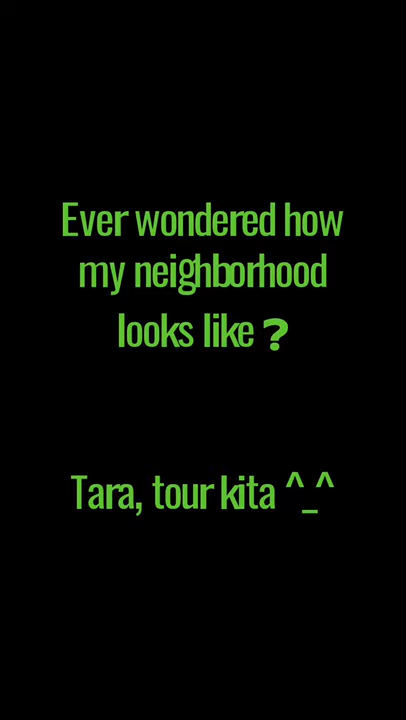 Ever wondered how
my neighborhood
looks like ?
Tara, tour kita ^_^